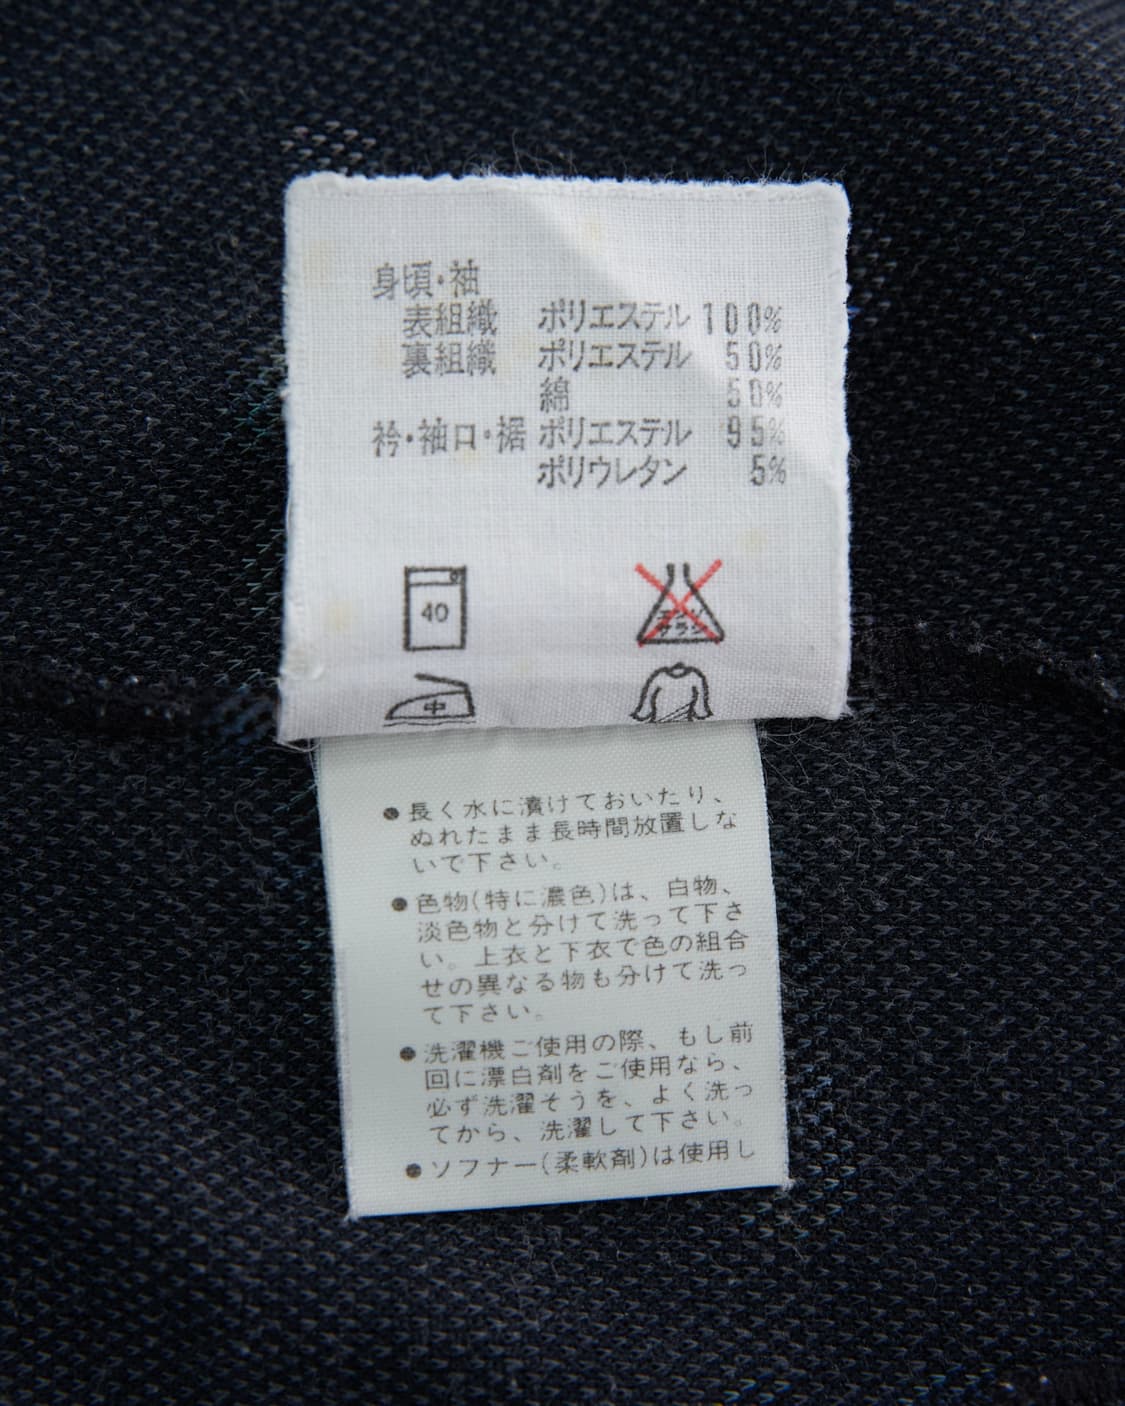 身頃・袖
表組織 ポリエステル 100%
裏組織 ポリエステル 50%
綿 50%
衿・袖口・裾 ポリエステル 95%
ポリウレタン 5%
40
エンソ
サラシ
中
●長く水に漬けておいたり、
ぬれたまま長時間放置しな
いで下さい。
●色物(特に濃色)は、白物、
淡色物と分けて洗って下さ
い。上衣と下衣で色の組合
せの異なる物も分けて洗っ
て下さい。
●洗濯機ご使用の際、もし前
回に漂白剤をご使用なら、
必ず洗濯そうを、よく洗っ
てから、洗濯して下さい。
●ソフナー(柔軟剤)は使用し